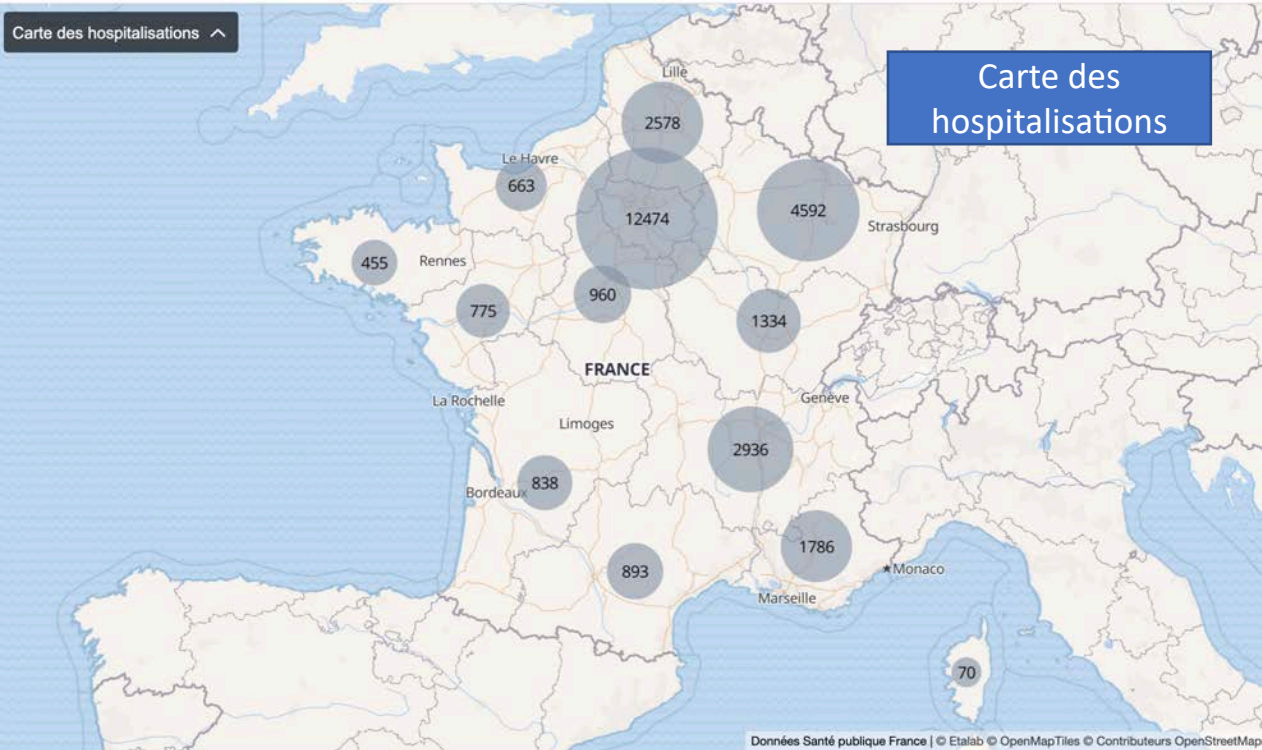 Carte des hospitalisations
Carte des
hospitalisations
Lille
2578
Le Havre
663
12474
4592
Strasbourg
455
Rennes
960
775
1334
FRANCE
La Rochelle
Genève
Limoges
2936
838
Bordeaux
1786
893
★Monaco
Marseille
70
Données Santé publique France | © Etalab © OpenMapTiles © Contributeurs OpenStreetMap